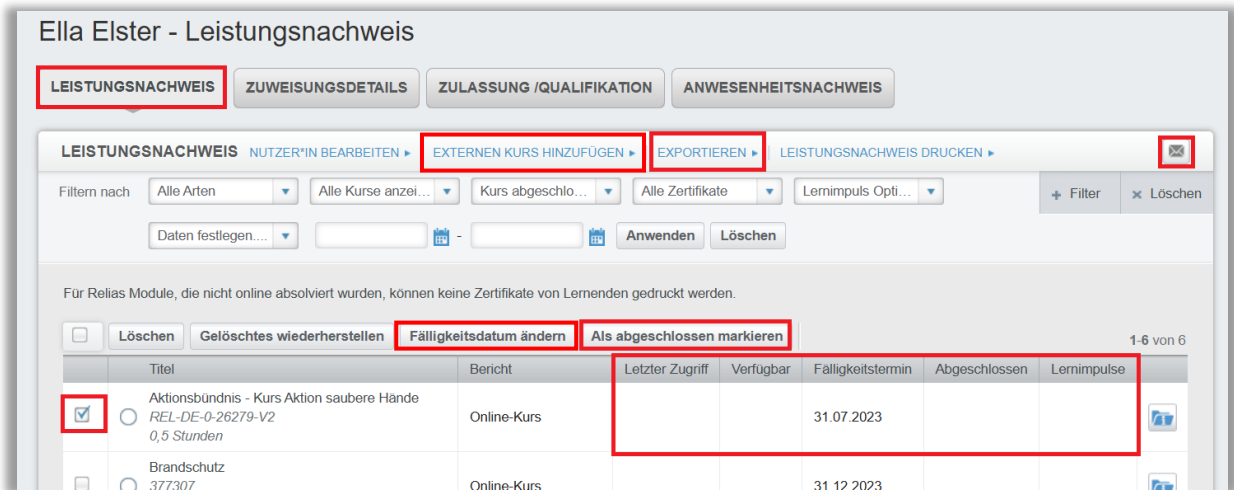 Ella Elster - Leistungsnachweis
LEISTUNGSNACHWEIS ZUWEISUNGSDETAILS ZULASSUNG /QUALIFIKATION ANWESENHEITSNACHWEIS
LEISTUNGSNACHWEIS NUTZER*IN BEARBEITEN EXTERNEN KURS HINZUFÜGEN EXPORTIEREN LEISTUNGSNACHWEIS DRUCKEN
Filtern nach Alle Arten Alle Kurse anzei... Kurs abgeschlo... Alle Zertifikate Lernimpuls Opti... + Filter × Löschen
Daten festlegen.... - Anwenden Löschen
Für Relias Module, die nicht online absolviert wurden, können keine Zertifikate von Lernenden gedruckt werden.
Löschen Gelöschtes wiederherstellen Fälligkeitsdatum ändern Als abgeschlossen markieren 1-6 von 6
Titel Bericht Letzter Zugriff Verfügbar Fälligkeitstermin Abgeschlossen Lernimpulse
Aktionsbündnis - Kurs Aktion saubere Hände
REL-DE-0-26279-V2 Online-Kurs 31.07.2023
0,5 Stunden
Brandschutz
377307 Online-Kurs 31.12.2023